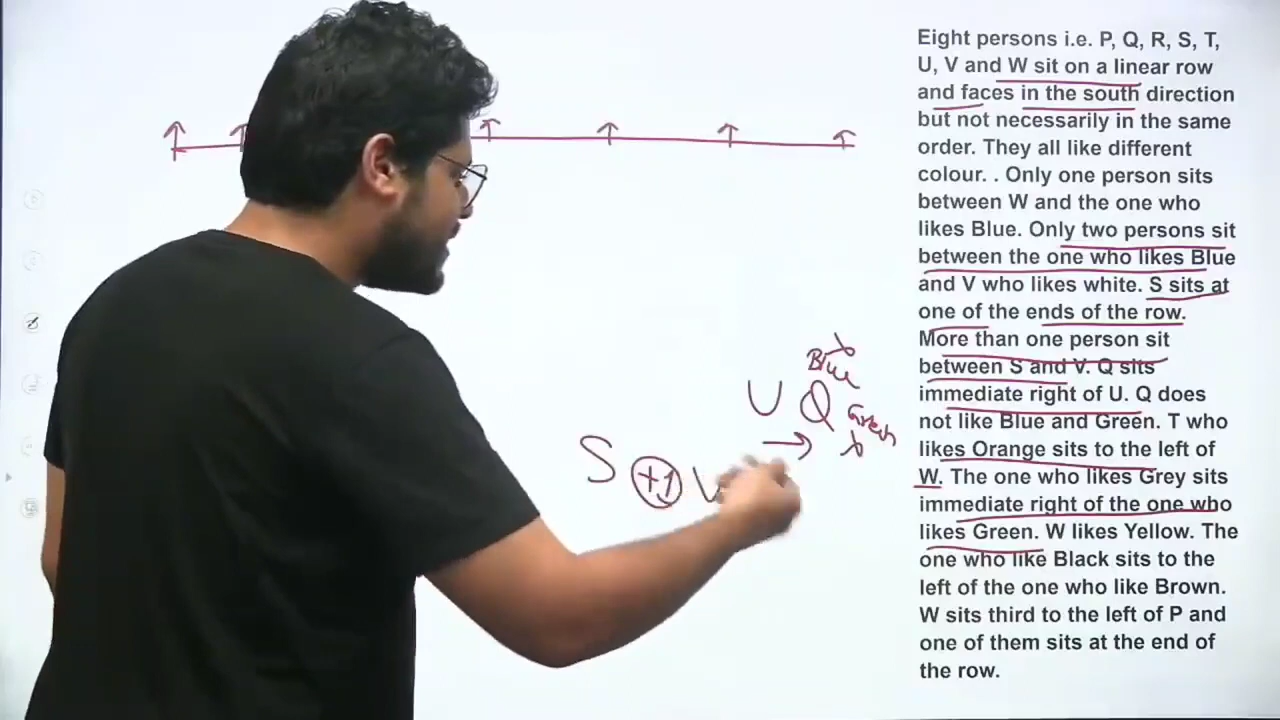 Eight persons i.e. P, Q, R, S, T,
U, V and W sit on a linear row
and faces in the south direction
but not necessarily in the same
order. They all like different
colour. . Only one person sits
between W and the one who
likes Blue. Only two persons sit
between the one who likes Blue
and V who likes white. S sits at
one of the ends of the row.
More than one person sit
between S and V. Q sits
immediate right of U. Q does
not like Blue and Green. T who
likes Orange sits to the left of
W. The one who likes Grey sits
immediate right of the one who
likes Green. W likes Yellow. The
one who like Black sits to the
left of the one who like Brown.
W sits third to the left of P and
one of them sits at the end of
the row.
Blue
U Q
Green
S +1 V